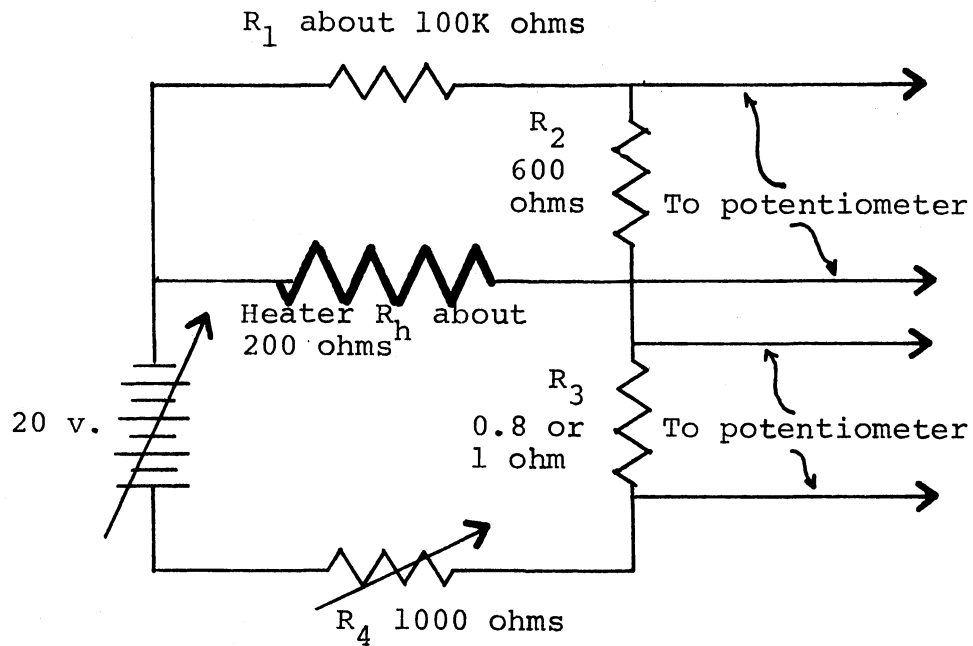 R1 about 100K ohms
R2
600
ohms
To potentiometer
Heater Rh about
200 ohms
20 v.
R3
0.8 or
1 ohm
To potentiometer
R4 1000 ohms